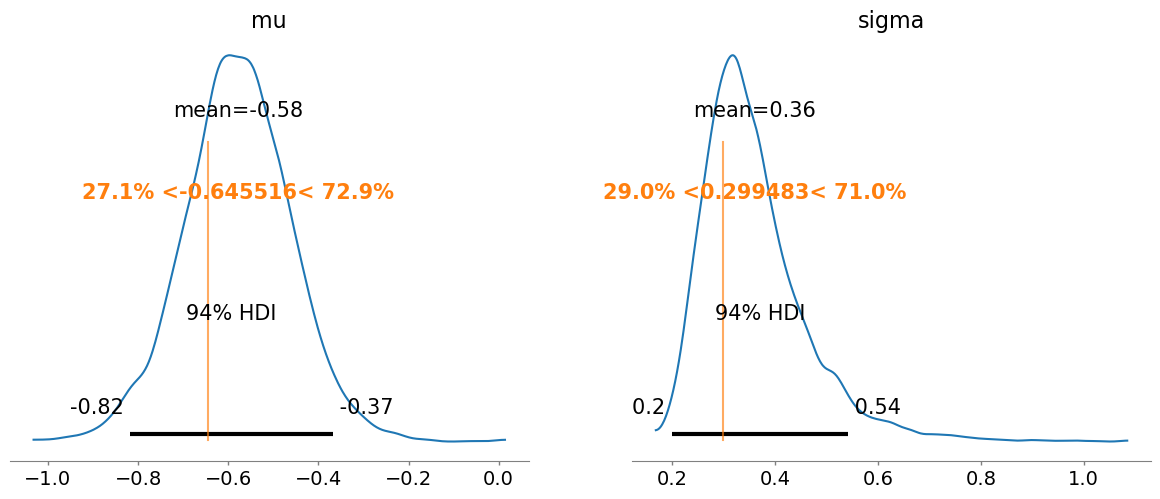 mu
mean=-0.58
27.1% <-0.645516< 72.9%
94% HDI
-0.82
-0.37
−1.0 −0.8 −0.6 −0.4 −0.2 0.0
sigma
mean=0.36
29.0% <0.299483< 71.0%
94% HDI
0.2
0.54
0.2 0.4 0.6 0.8 1.0